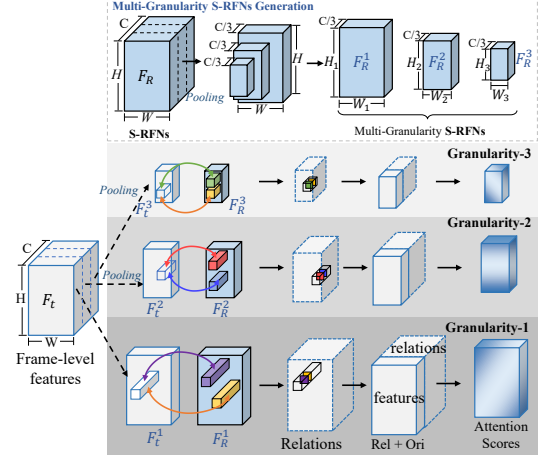 Multi-Granularity S-RFNs Generation
C
C/3
C/3
C/3
C/3
C/3
C/3
H
F_R
W
Pooling
S-RFNs
H
W
H_1
F_R^1
W_1
H_2
F_R^2
W_2
H_3
F_R^3
W_3
Multi-Granularity S-RFNs
Granularity-3
Pooling
F_t^3
F_R^3
Granularity-2
Pooling
F_t^2
F_R^2
C
H
F_t
W
Frame-level
features
Granularity-1
F_t^1
F_R^1
Relations
relations
features
Rel + Ori
Attention
Scores